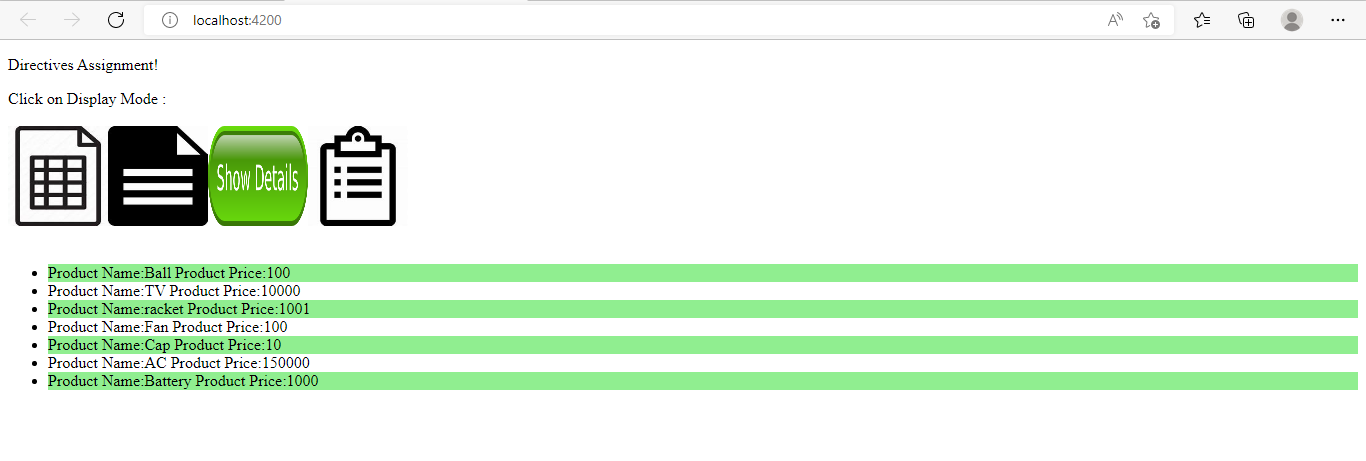 localhost:4200
Directives Assignment!
Click on Display Mode :
Show Details
Product Name:Ball Product Price:100
Product Name:TV Product Price:10000
Product Name:racket Product Price:1001
Product Name:Fan Product Price:100
Product Name:Cap Product Price:10
Product Name:AC Product Price:150000
Product Name:Battery Product Price:1000